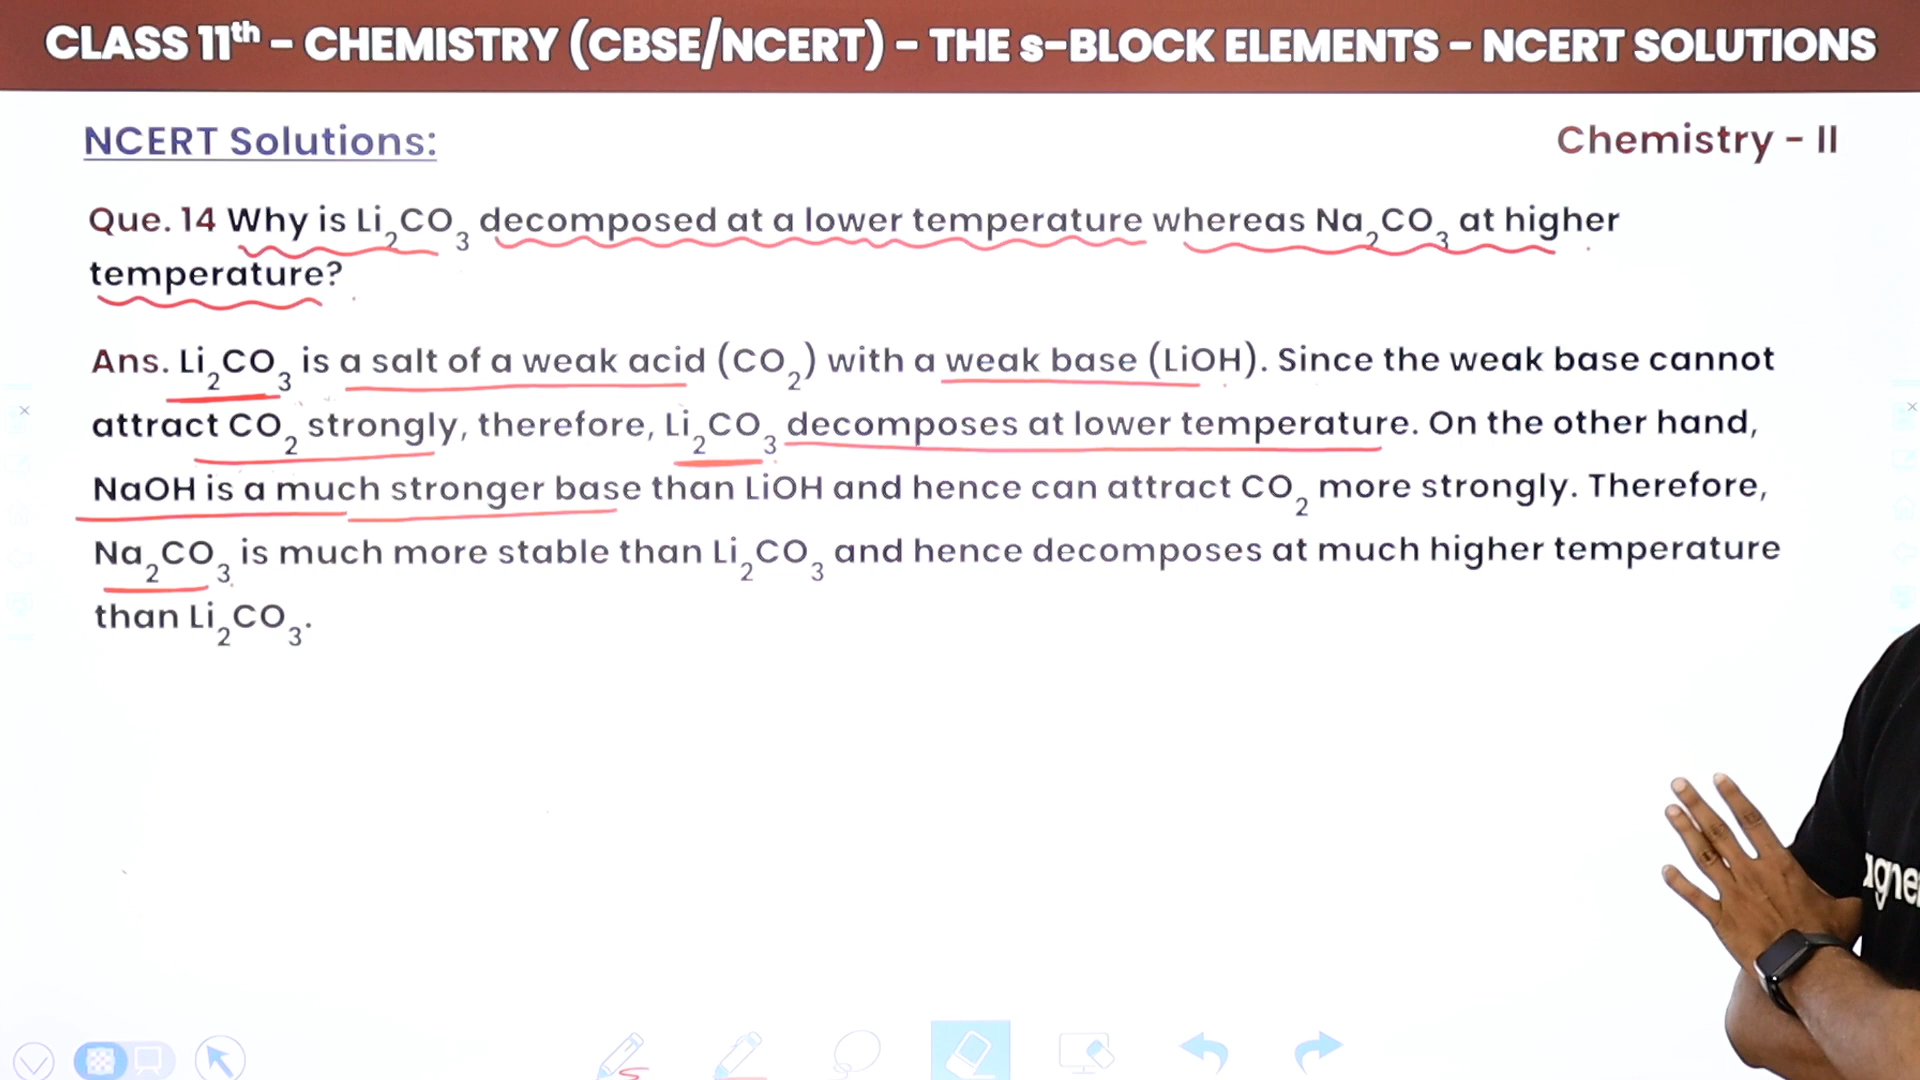 CLASS 11th - CHEMISTRY (CBSE/NCERT) - THE s-BLOCK ELEMENTS - NCERT SOLUTIONS
NCERT Solutions:
Chemistry - II
Que. 14 Why is Li₂CO₃ decomposed at a lower temperature whereas Na₂CO₃ at higher
temperature?
Ans. Li₂CO₃ is a salt of a weak acid (CO₂) with a weak base (LiOH). Since the weak base cannot
attract CO₂ strongly, therefore, Li₂CO₃ decomposes at lower temperature. On the other hand,
NaOH is a much stronger base than LiOH and hence can attract CO₂ more strongly. Therefore,
Na₂CO₃ is much more stable than Li₂CO₃ and hence decomposes at much higher temperature
than Li₂CO₃.